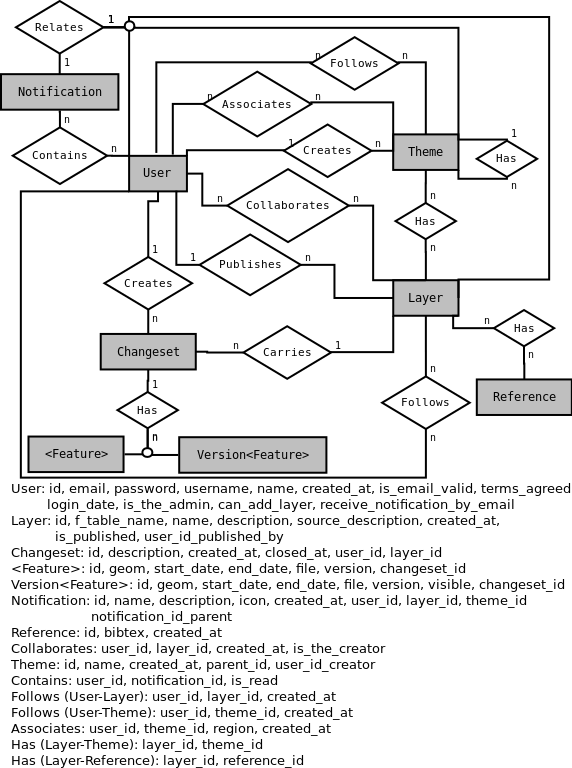 Relates
1
1
Notification
n
Contains
n
n
Follows
n
n
Associates
n
1
Creates
n
Theme
1
Has
n
User
n
Collaborates
n
n
Has
n
1
Publishes
n
1
Creates
n
Layer
n
Has
n
Changeset
n
Carries
1
1
Has
n
n
Follows
n
Reference
<Feature>
Version<Feature>
User: id, email, password, username, name, created_at, is_email_valid, terms_agreed
login_date, is_the_admin, can_add_layer, receive_notification_by_email
Layer: id, f_table_name, name, description, source_description, created_at,
is_published, user_id_published_by
Changeset: id, description, created_at, closed_at, user_id, layer_id
<Feature>: id, geom, start_date, end_date, file, version, changeset_id
Version<Feature>: id, geom, start_date, end_date, file, version, visible, changeset_id
Notification: id, name, description, icon, created_at, user_id, layer_id, theme_id
notification_id_parent
Reference: id, bibtex, created_at
Collaborates: user_id, layer_id, created_at, is_the_creator
Theme: id, name, created_at, parent_id, user_id_creator
Contains: user_id, notification_id, is_read
Follows (User-Layer): user_id, layer_id, created_at
Follows (User-Theme): user_id, theme_id, created_at
Associates: user_id, theme_id, region, created_at
Has (Layer-Theme): layer_id, theme_id
Has (Layer-Reference): layer_id, reference_id